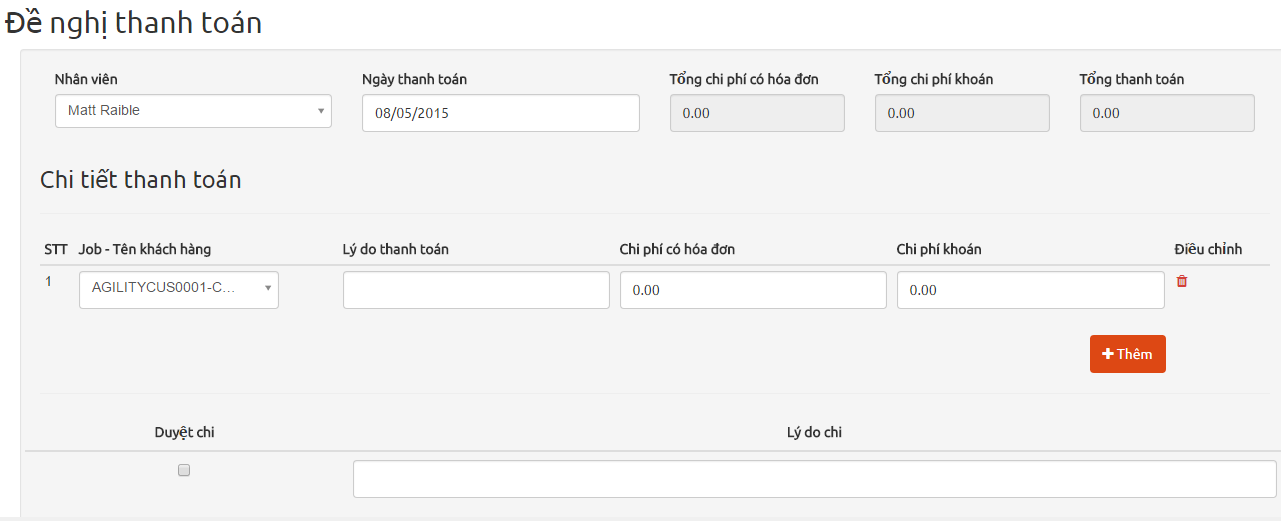 Đề nghị thanh toán
Nhân viên Ngày thanh toán Tổng chi phí có hóa đơn Tổng chi phí khoán Tổng thanh toán
Matt Raible 08/05/2015 0.00 0.00 0.00
Chi tiết thanh toán
STT Job - Tên khách hàng Lý do thanh toán Chi phí có hóa đơn Chi phí khoán Điều chỉnh
1 AGILITYCUS0001-C... 0.00 0.00
Thêm
Duyệt chi Lý do chi